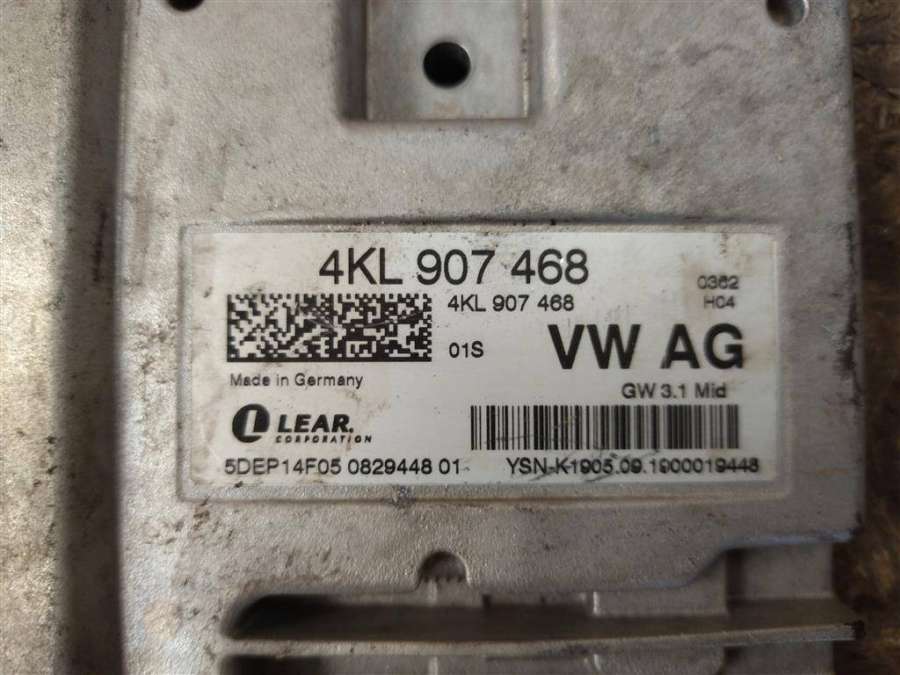 4KL 907 468
0362
4KL 907 468
HC4
01S
VW AG
Made in Germany
GW 3.1 Mid
LEAR.
CORPORATION
5DEP14F05 0829448 01
YSN-K1905.09.1900019448